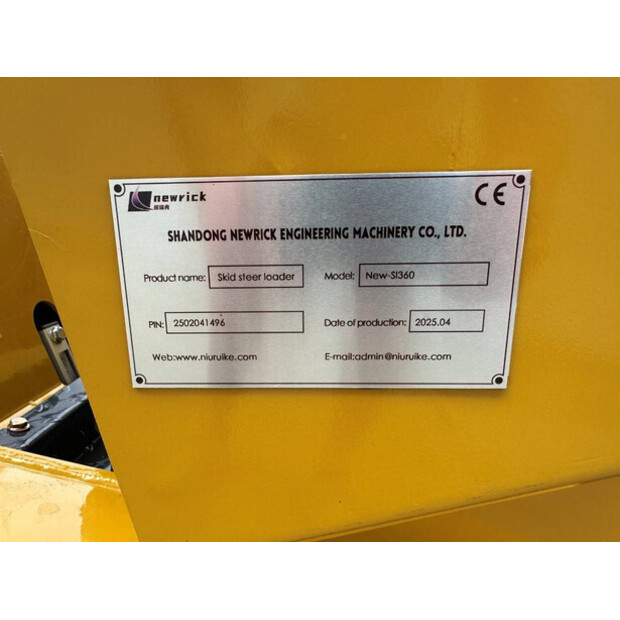 newrick
CE
SHANDONG NEWRICK ENGINEERING MACHINERY CO., LTD.
Product name: Skid steer loader Model: New-Sl360
PIN: 2502041496 Date of production: 2025.04
Web:www.niuruike.com E-mail:admin@niuruike.com